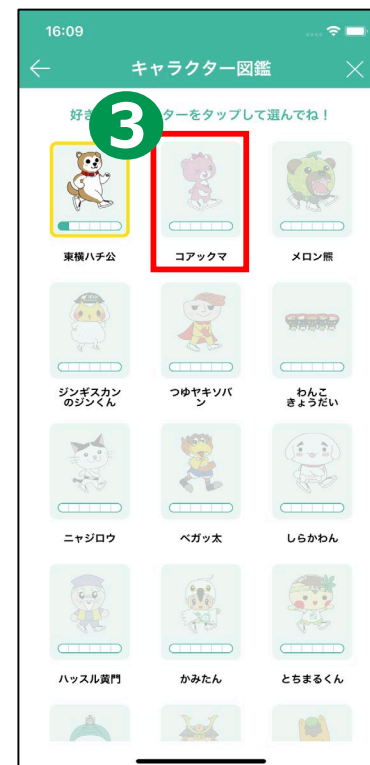 16:09
キャラクター図鑑
好き
3
ターをタップして選んでね！
東横ハチ公
コアックマ
メロン熊
ジンギスカン
のジンくん
つゆヤキソバ
ン
わんこ
きょうだい
ニャジロウ
ベガッ太
しらかわん
ハッスル黄門
かみたん
とちまるくん